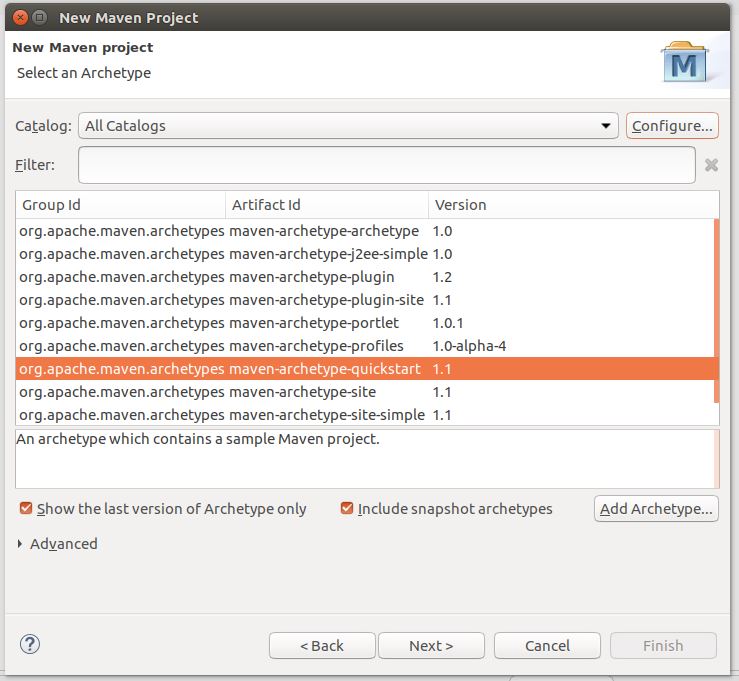 New Maven Project
New Maven project
Select an Archetype
M
Catalog: All Catalogs Configure...
Filter:
Group Id Artifact Id Version
org.apache.maven.archetypes maven-archetype-archetype 1.0
org.apache.maven.archetypes maven-archetype-j2ee-simple 1.0
org.apache.maven.archetypes maven-archetype-plugin 1.2
org.apache.maven.archetypes maven-archetype-plugin-site 1.1
org.apache.maven.archetypes maven-archetype-portlet 1.0.1
org.apache.maven.archetypes maven-archetype-profiles 1.0-alpha-4
org.apache.maven.archetypes maven-archetype-quickstart 1.1
org.apache.maven.archetypes maven-archetype-site 1.1
org.apache.maven.archetypes maven-archetype-site-simple 1.1
An archetype which contains a sample Maven project.
Show the last version of Archetype only Include snapshot archetypes Add Archetype...
Advanced
? < Back Next > Cancel Finish